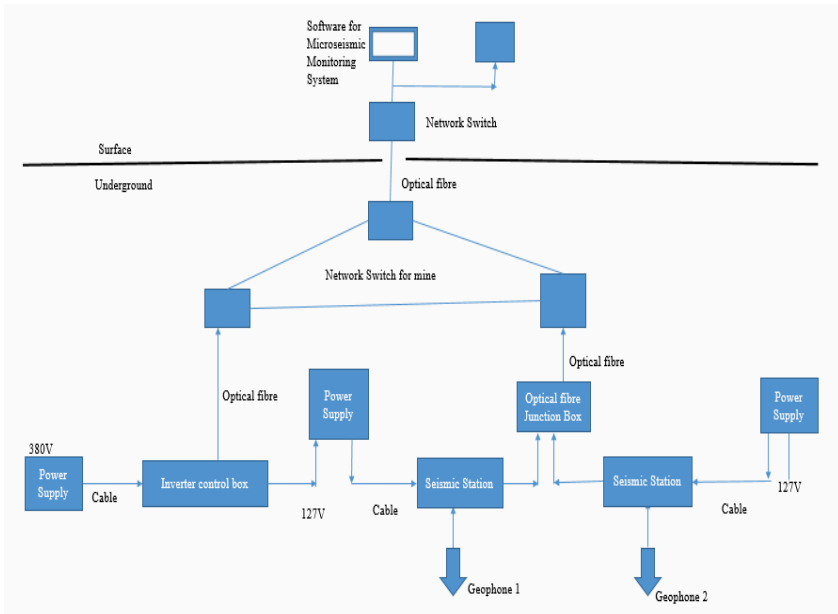 Software for
Microseismic
Monitoring
System
Network Switch
Surface
Underground
Optical fibre
Network Switch for mine
Optical fibre
Optical fibre
Power
Supply
Optical fibre
Junction Box
Power
Supply
380V
Power
Supply
Cable
Inverter control box
127V
Cable
Seismic Station
Seismic Station
Cable
127V
Geophone 1
Geophone 2